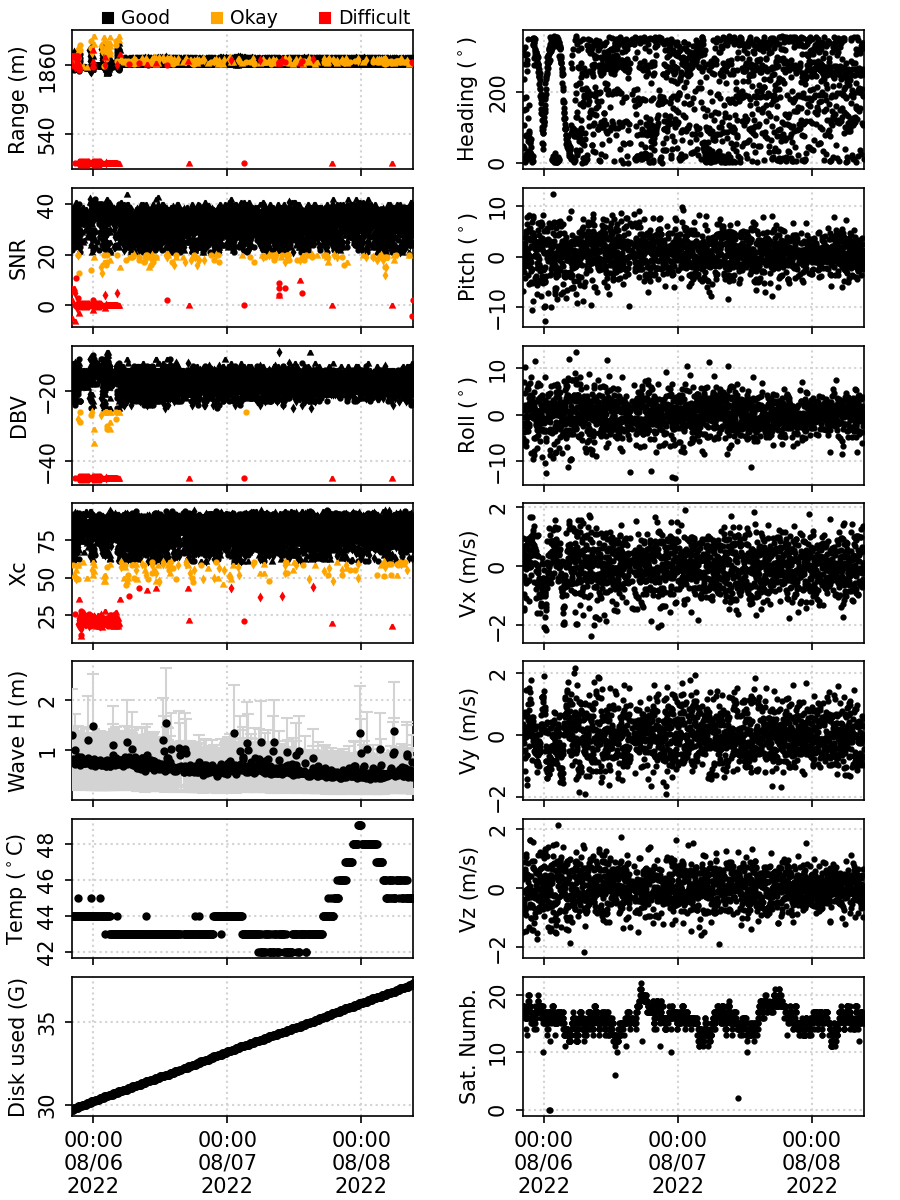 Good Okay Difficult
Range (m)
1860
540
Heading (°)
200
0
SNR
40
20
0
Pitch (°)
10
0
−10
DBV
−20
−40
Roll (°)
10
0
−10
Xc
75
50
25
Vx (m/s)
2
0
−2
Wave H (m)
2
1
Vy (m/s)
2
0
−2
Temp (°C)
48
46
44
42
Vz (m/s)
2
0
−2
Disk used (G)
35
30
Sat. Numb.
20
10
0
00:00 00:00 00:00
08/06 08/07 08/08
2022 2022 2022
00:00 00:00 00:00
08/06 08/07 08/08
2022 2022 2022